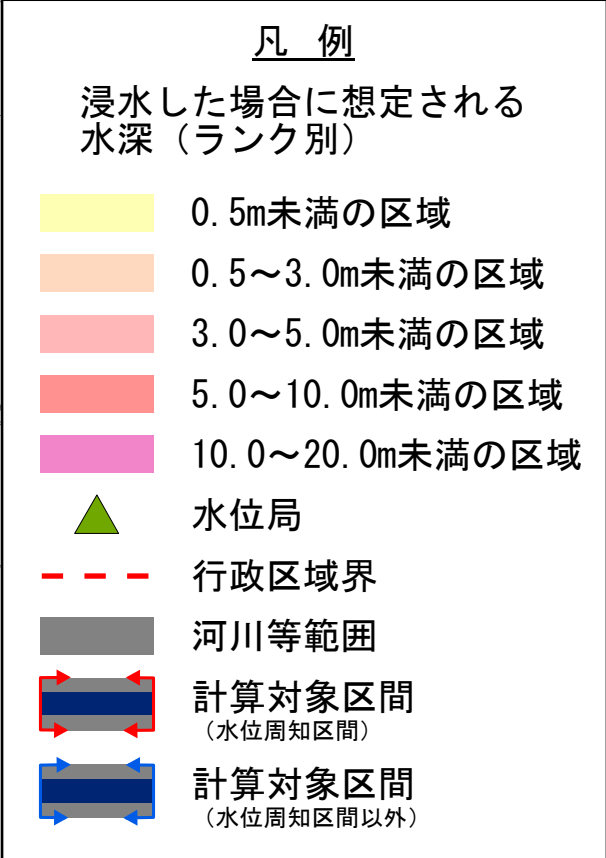 凡 例
浸水した場合に想定される
水深（ランク別）
0.5m未満の区域
0.5～3.0m未満の区域
3.0～5.0m未満の区域
5.0～10.0m未満の区域
10.0～20.0m未満の区域
水位局
行政区域界
河川等範囲
計算対象区間
（水位周知区間）
計算対象区間
（水位周知区間以外）